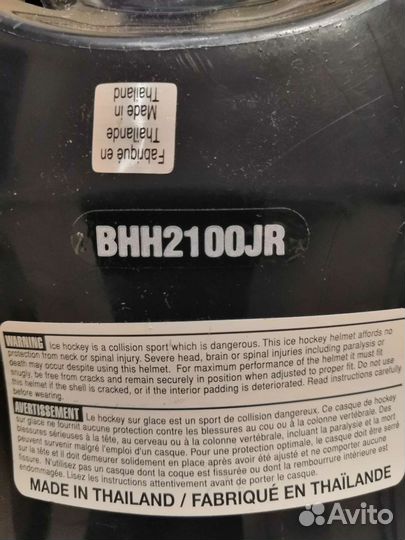 Made in
Thailand
Fabriqué en
Thaïlande
BHH2100JR
WARNING Ice hockey is a collision sport which is dangerous. This ice hockey helmet affords no
protection from neck or spinal injury. Severe head, brain or spinal injuries including paralysis or
death may occur despite using this helmet. For maximum performance of the helmet it must fit
snugly, be free from cracks and remain securely in position when adjusted to proper fit. Do not use
this helmet if the shell is cracked, or if the interior padding is deteriorated. Read instructions carefully
before wearing.
AVERTISSEMENT Le hockey sur glace est un sport de collision dangereux. Ce casque de hockey
sur glace ne fournit aucune protection contre les blessures au cou ou à la colonne vertébrale. Des
blessures sérieuses à la tête, au cerveau ou à la colonne vertébrale, incluant la paralysie et la mort
peuvent survenir malgré l'emploi d'un casque. Pour une protection optimale, le casque doit être serré
sur la tête et il doit demeurer solidement en place après avoir été ajusté et ne comporter aucune
fissure. N'utilisez pas un casque dont la coque est fissurée ou dont la rembourrure intérieure est
endommagée. Lisez les instructions attentivement avant de porter le casque.
MADE IN THAILAND / FABRIQUÉ EN THAÏLANDE
Avito